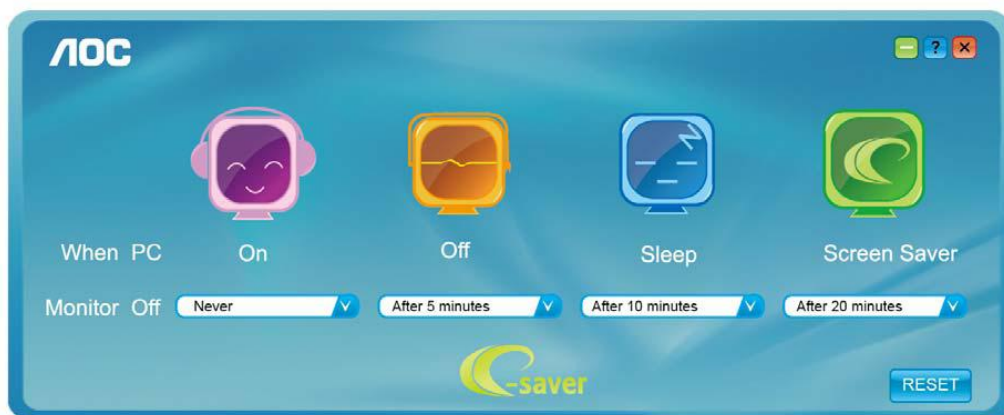 AOC
?
When PC On Off Sleep Screen Saver
Monitor Off Never After 5 minutes After 10 minutes After 20 minutes
e-saver
RESET